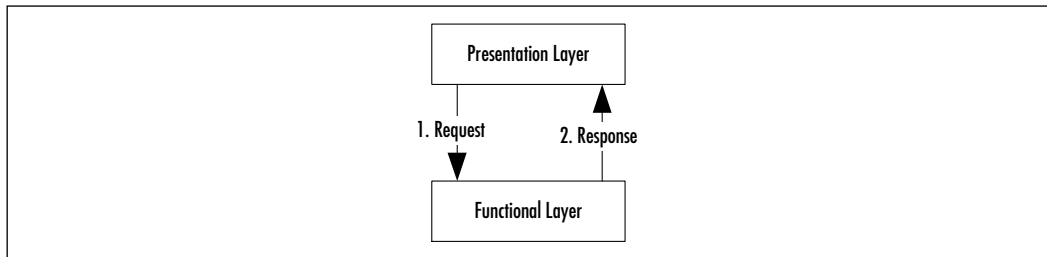 Presentation Layer
1. Request
2. Response
Functional Layer